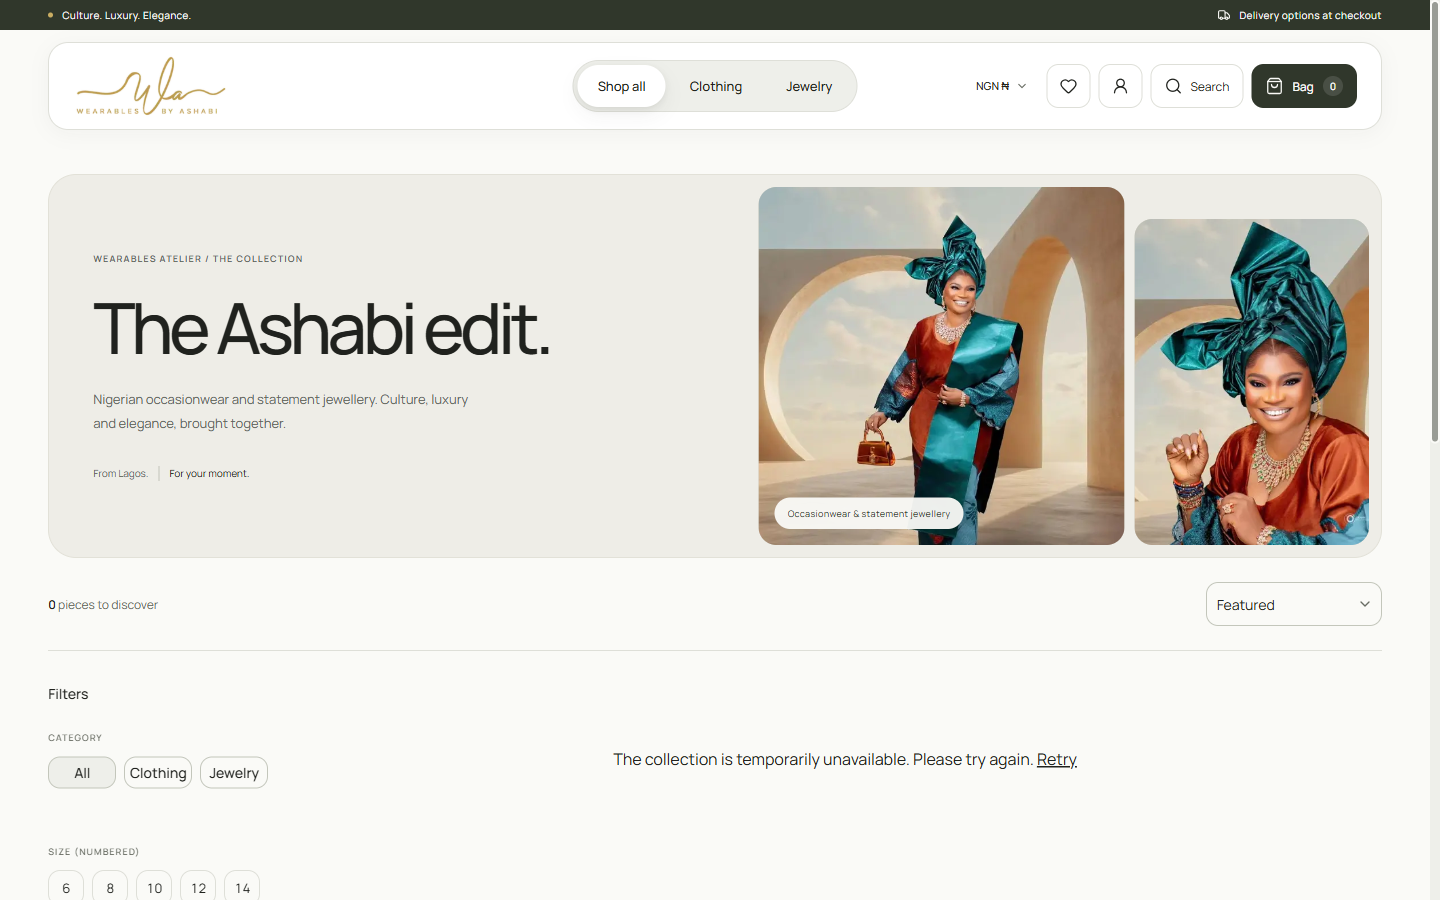 Culture. Luxury. Elegance.
Delivery options at checkout
Wa
WEARABLES BY ASHABI
Shop all
Clothing
Jewelry
NGN ₦
Search
Bag
0
WEARABLES ATELIER / THE COLLECTION
The Ashabi edit.
Nigerian occasionwear and statement jewellery. Culture, luxury
and elegance, brought together.
From Lagos.
For your moment.
Occasionwear & statement jewellery
0 pieces to discover
Featured
Filters
CATEGORY
All
Clothing
Jewelry
The collection is temporarily unavailable. Please try again. Retry
SIZE (NUMBERED)
6
8
10
12
14